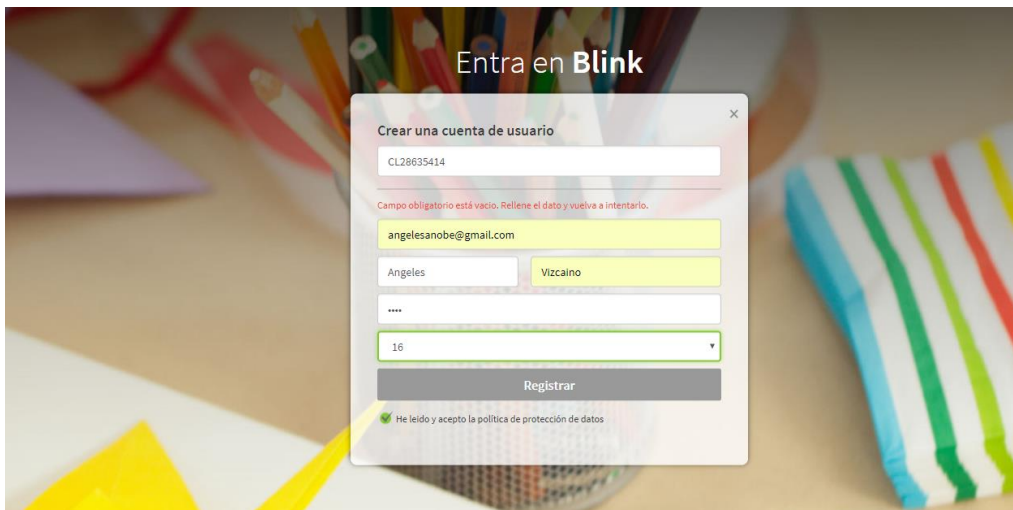 Entra en Blink
×
Crear una cuenta de usuario
CL28635414
Campo obligatorio está vacio. Rellene el dato y vuelva a intentarlo.
angelesanobe@gmail.com
Angeles Vizcaino
••••
16
Registrar
He leído y acepto la política de protección de datos